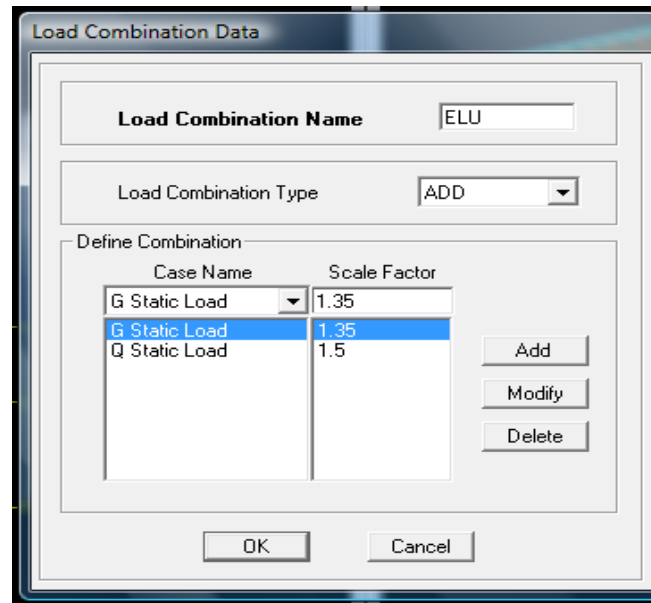 Load Combination Data
Load Combination Name ELU
Load Combination Type ADD
Define Combination
Case Name Scale Factor
G Static Load 1.35
G Static Load 1.35
Q Static Load 1.5
Add
Modify
Delete
OK Cancel